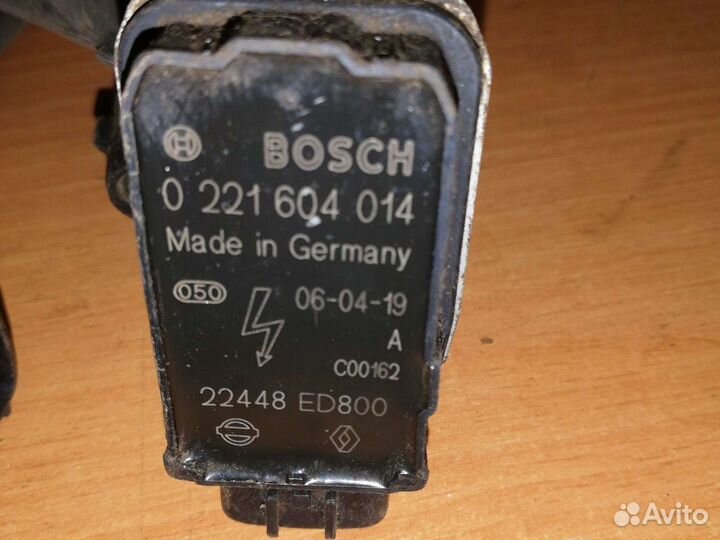 BOSCH
0 221 604 014
Made in Germany
050
06-04-19
A
C00162
22448 ED800
Avito